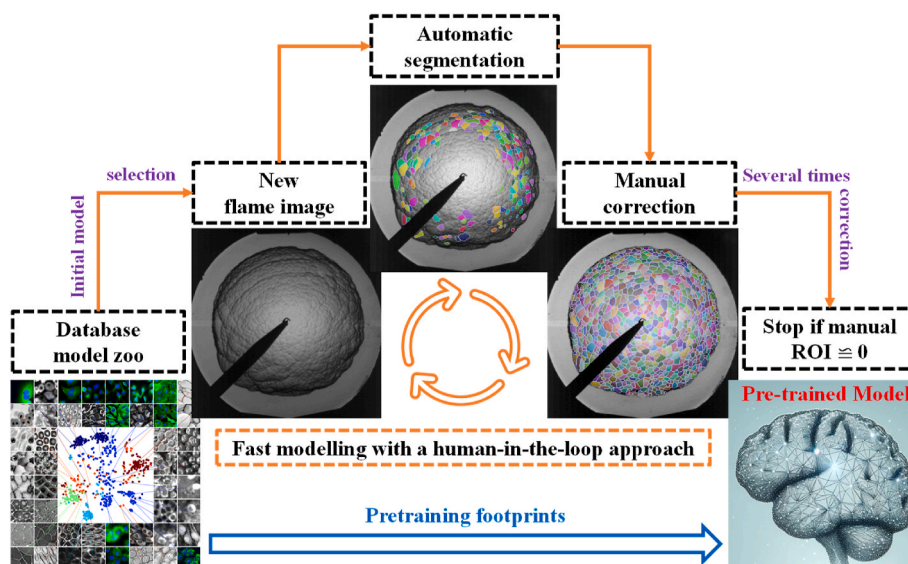 Automatic
segmentation
selection
New
flame image
Manual
correction
Several times
correction
Initial model
Database
model zoo
Stop if manual
ROI ≌ 0
Pre-trained Model
Fast modelling with a human-in-the-loop approach
Pretraining footprints